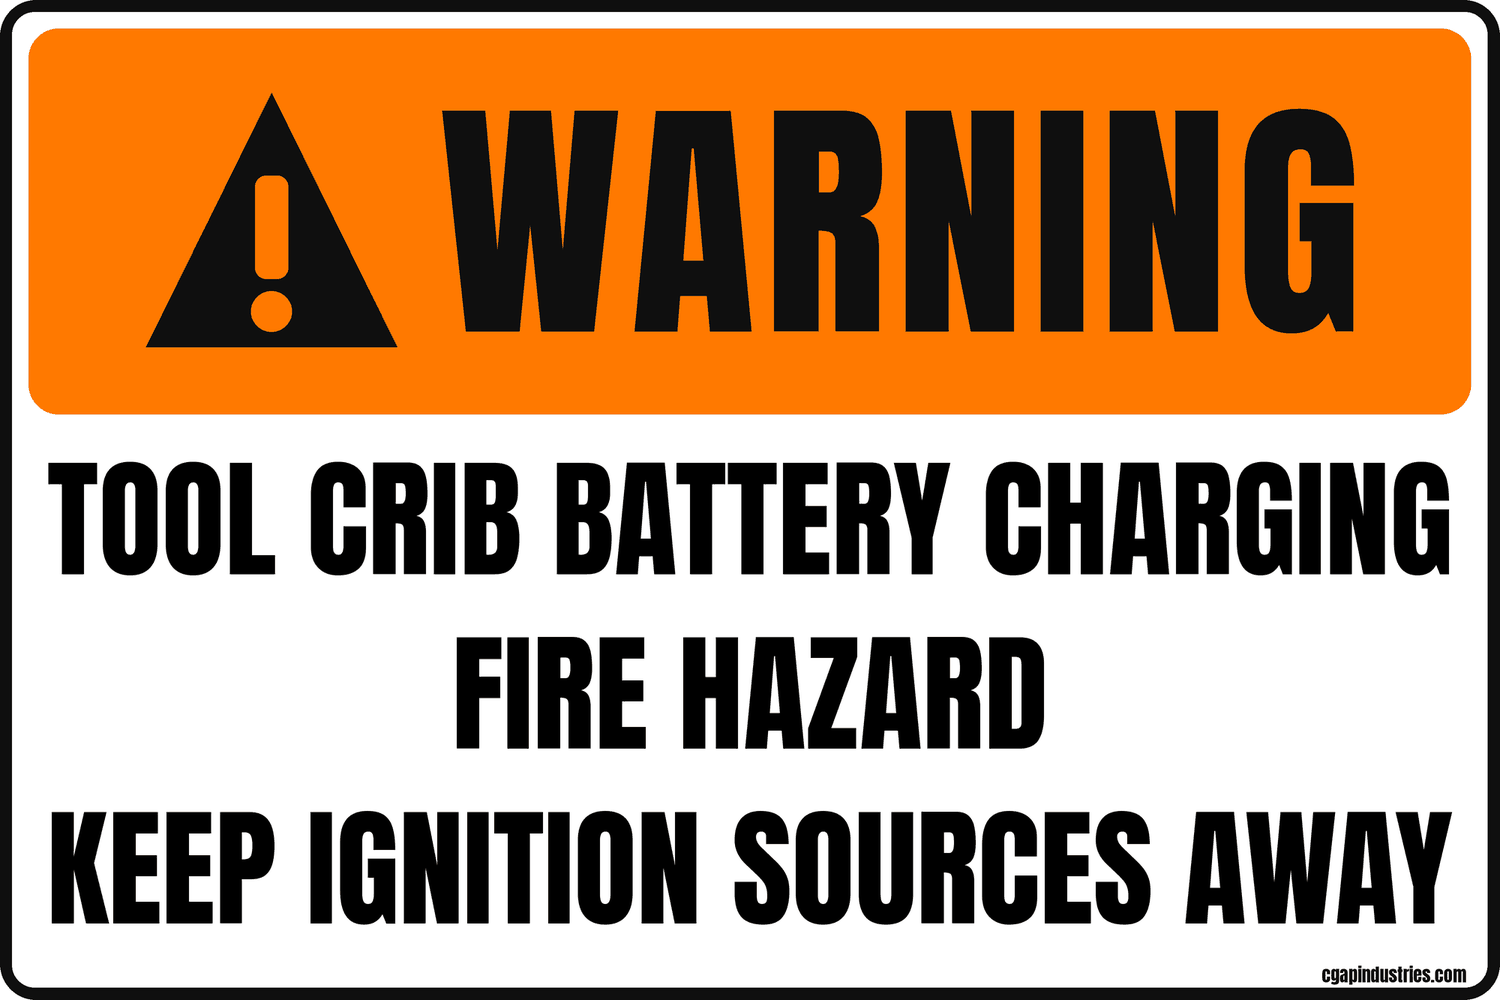 WARNING
TOOL CRIB BATTERY CHARGING
FIRE HAZARD
KEEP IGNITION SOURCES AWAY
cgapindustries.com